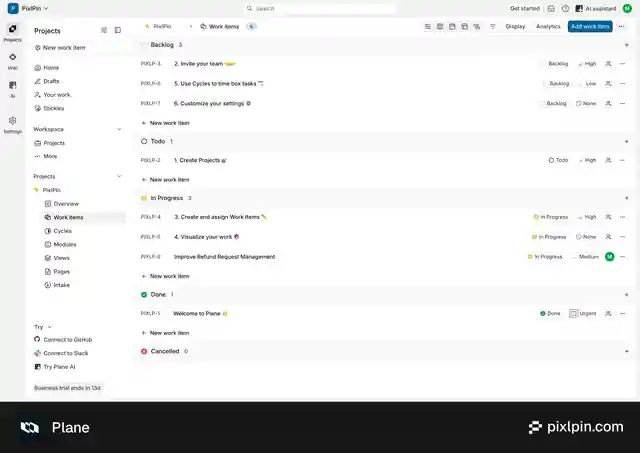 P PixlPin
Search
Get started
AI assistant
M
Projects
Wiki
AI
Settings
Projects
New work item
Home
Drafts
Your work
Stickies
Workspace
Projects
More
Projects
PixlPin
Overview
Work items
Cycles
Modules
Views
Pages
Intake
Try
Connect to GitHub
Connect to Slack
Try Plane AI
Business trial ends in 13d
PixlPin > Work items 8
Display Analytics Add work item
Backlog 3
PIXLP-3 2. Invite your team Backlog High
PIXLP-6 5. Use Cycles to time box tasks Backlog Low
PIXLP-7 6. Customize your settings Backlog None
+ New work item
Todo 1
PIXLP-2 1. Create Projects Todo High
+ New work item
In Progress 3
PIXLP-4 3. Create and assign Work Items In Progress High
PIXLP-5 4. Visualize your work In Progress None
PIXLP-8 Improve Refund Request Management In Progress Medium M
+ New work item
Done 1
PIXLP-1 Welcome to Plane Done Urgent
+ New work item
Cancelled 0
Plane
pixlpin.com